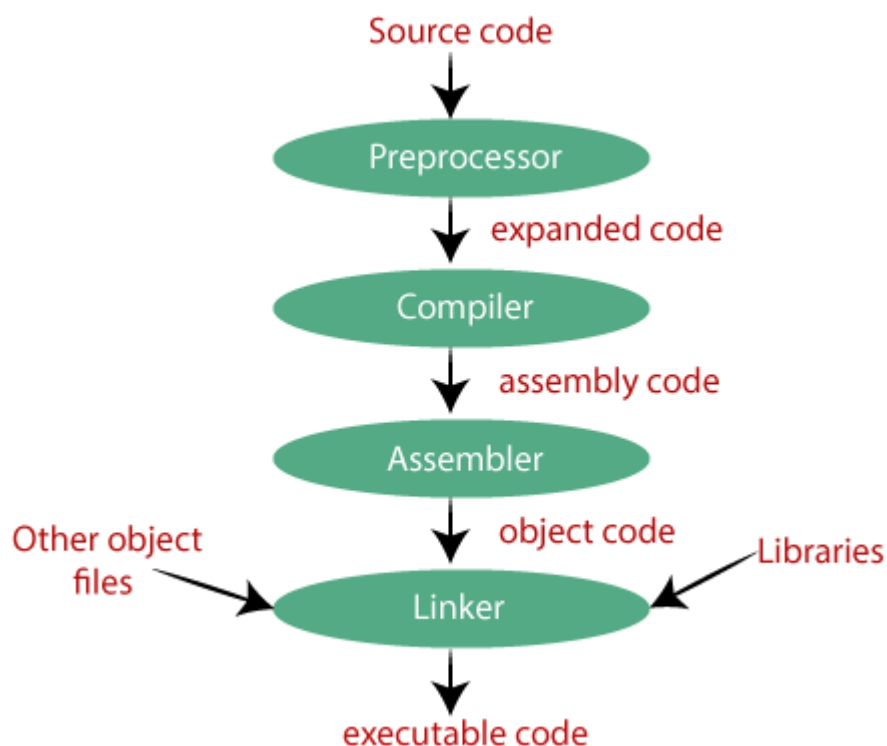 Source code
Preprocessor
expanded code
Compiler
assembly code
Assembler
object code
Other object
files
Libraries
Linker
executable code